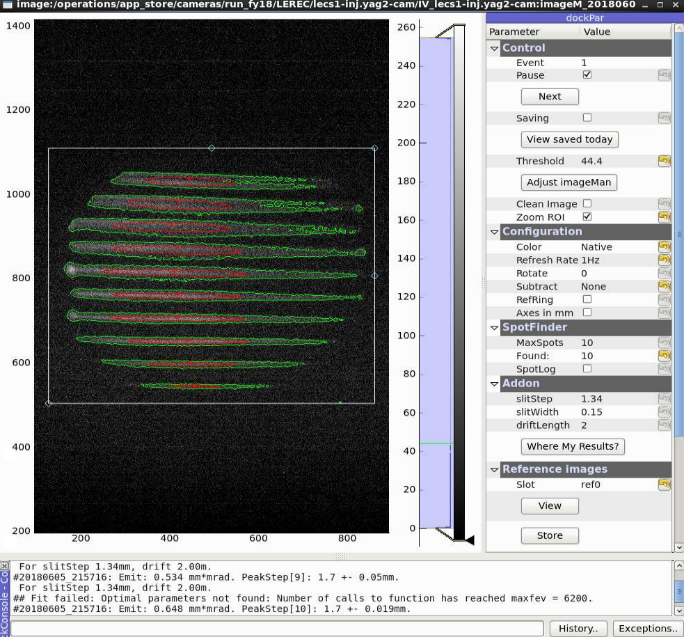 image:/operations/app_store/cameras/run_fy18/LEREC/lecs1-inj.yag2-cam/IV_lecs1-inj.yag2-cam:imageM_2018060
dockPar
Parameter Value
Control
Event 1
Pause
Next
Saving
View saved today
Threshold 44.4
Adjust imageMan
Clean Image
Zoom ROI
Configuration
Color Native
Refresh Rate 1Hz
Rotate 0
Subtract None
RefRing
Axes in mm
SpotFinder
MaxSpots 10
Found: 10
SpotLog
Addon
slitStep 1.34
slitWidth 0.15
driftLength 2
Where My Results?
Reference images
Slot ref0
View
Store
1400
1200
1000
800
600
400
200
200 400 600 800
260
240
220
200
180
160
140
120
100
80
60
40
20
0
For slitStep 1.34mm, drift 2.00m.
#20180605_215716: Emit: 0.534 mm*mrad. PeakStep[9]: 1.7 +- 0.05mm.
For slitStep 1.34mm, drift 2.00m.
## Fit failed: Optimal parameters not found: Number of calls to function has reached maxfev = 6200.
#20180605_215716: Emit: 0.648 mm*mrad. PeakStep[10]: 1.7 +- 0.019mm.
History..
Exceptions..